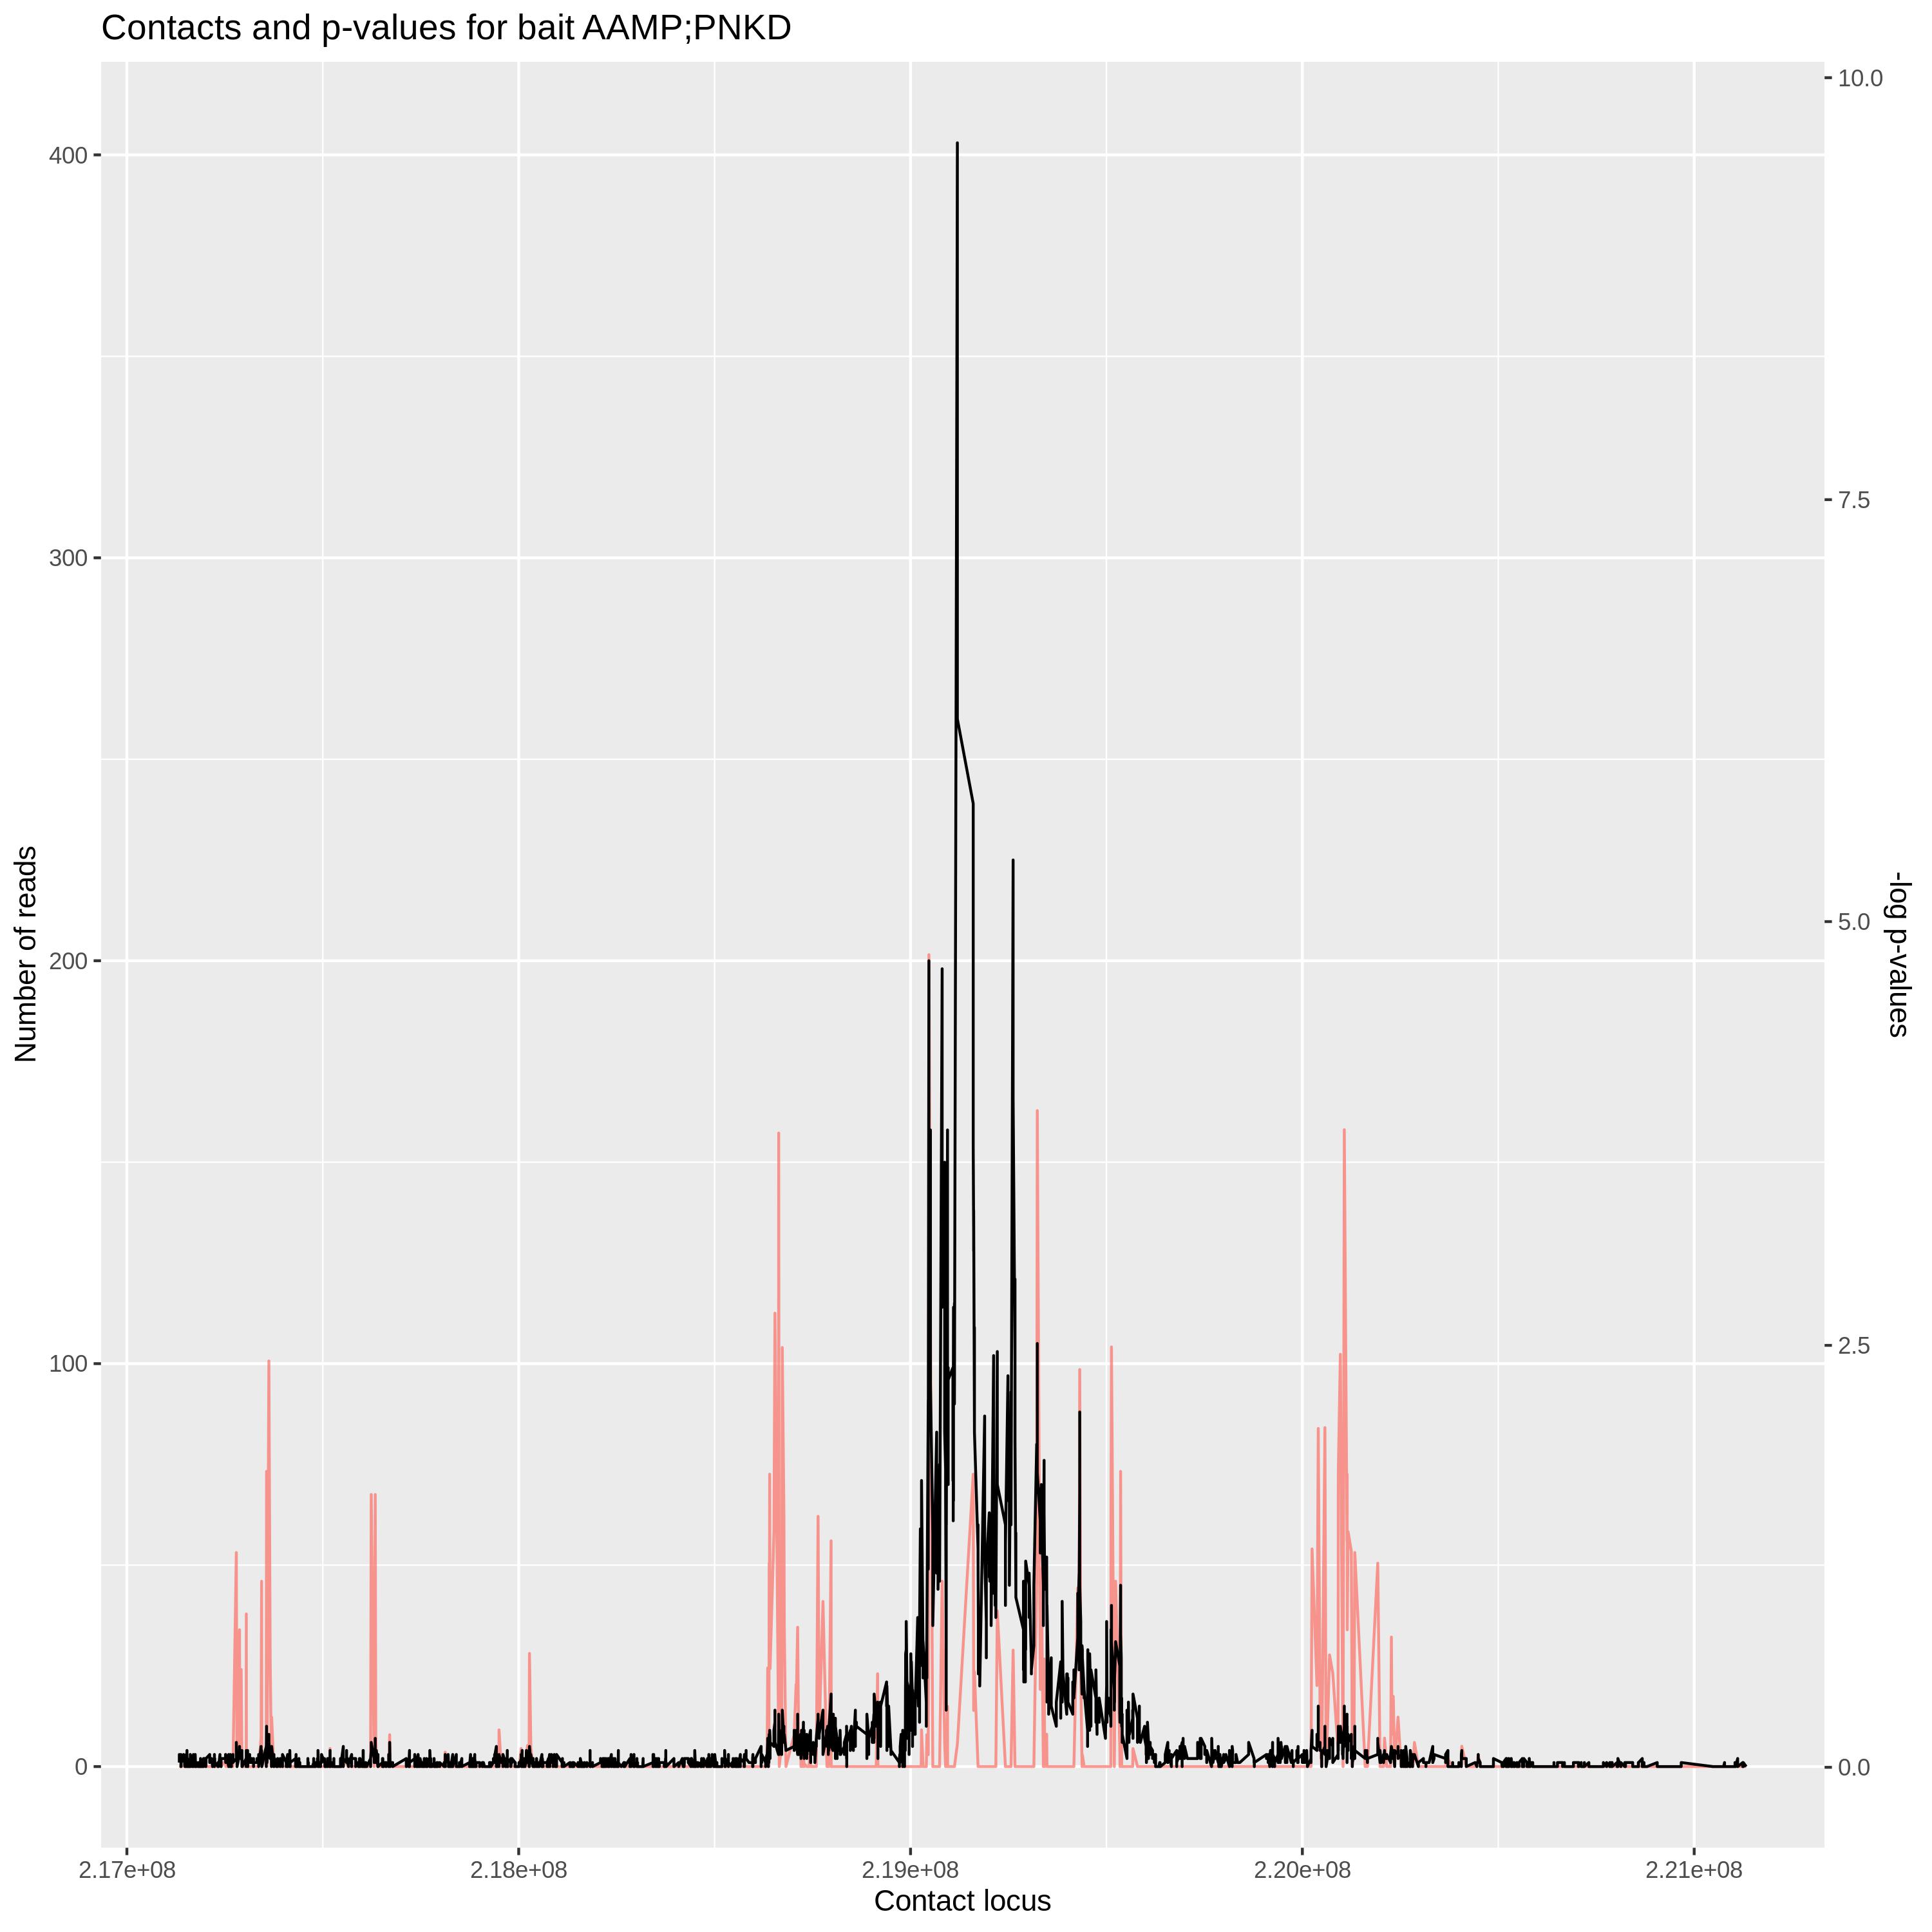 Contacts and p-values for bait AAMP;PNKD
Number of reads
400
300
200
100
0
10.0
7.5
5.0
2.5
0.0
-log p-values
2.17e+08 2.18e+08 2.19e+08 2.20e+08 2.21e+08
Contact locus